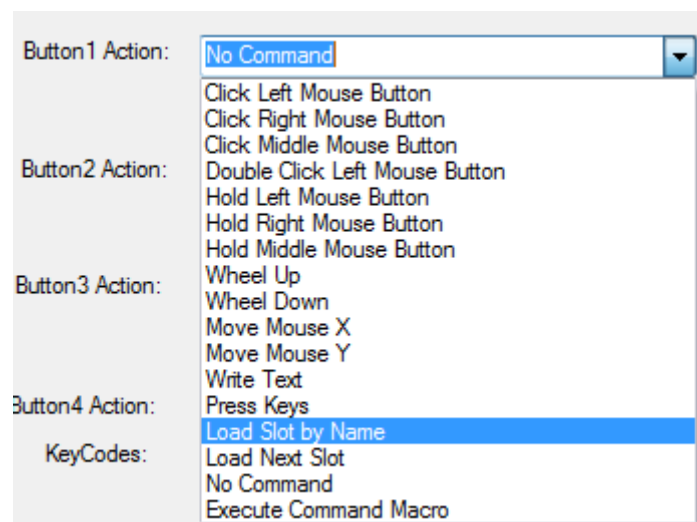 Button1 Action:
No Command
Click Left Mouse Button
Click Right Mouse Button
Click Middle Mouse Button
Button2 Action:
Double Click Left Mouse Button
Hold Left Mouse Button
Hold Right Mouse Button
Hold Middle Mouse Button
Button3 Action:
Wheel Up
Wheel Down
Move Mouse X
Move Mouse Y
Write Text
Button4 Action:
Press Keys
Load Slot by Name
KeyCodes:
Load Next Slot
No Command
Execute Command Macro